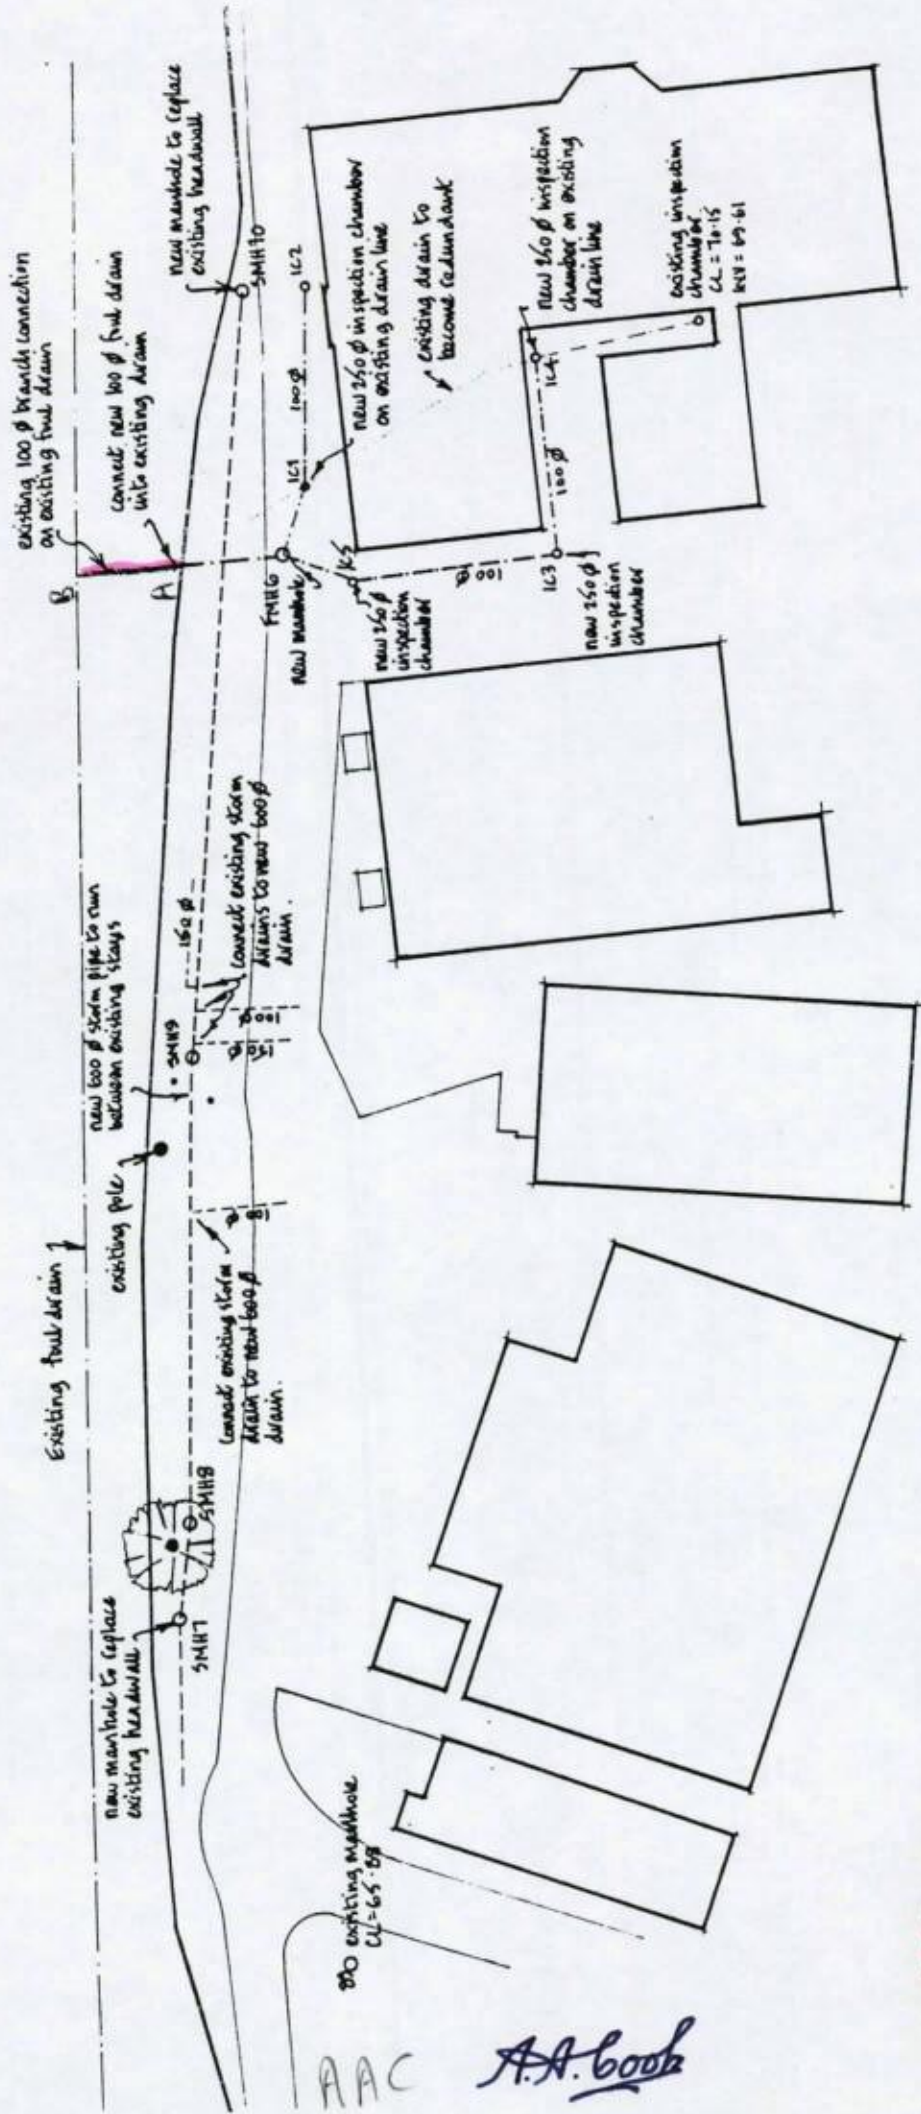 Existing foul drain
existing 100 ø branch connection
on existing foul drain
connect new 100 ø foul drain
into existing drain
B
A
new manhole to replace
existing headwall
SMH7
SMH8
existing pole
new 600 ø storm pipe to run
between existing stays
SMH9
150 ø
connect existing storm
drain to new 600 ø
drain.
connect existing storm
drains to new 600 ø
drain.
150 ø
100 ø
new manhole to replace
existing headwall
SMH10
FMH6
new manhole
IC1
100 ø
IC2
new 250 ø inspection chamber
on existing drain line
existing drain to
become redundant
IC5
new 250 ø
inspection
chamber
100 ø
IC3
new 250 ø
inspection
chamber
100 ø
IC4
new 250 ø inspection
chamber on existing
drain line
existing inspection
chamber
CL = 70.15
INV = 69.61
existing manhole
CL = 65.88
AAC
A.A. Cook